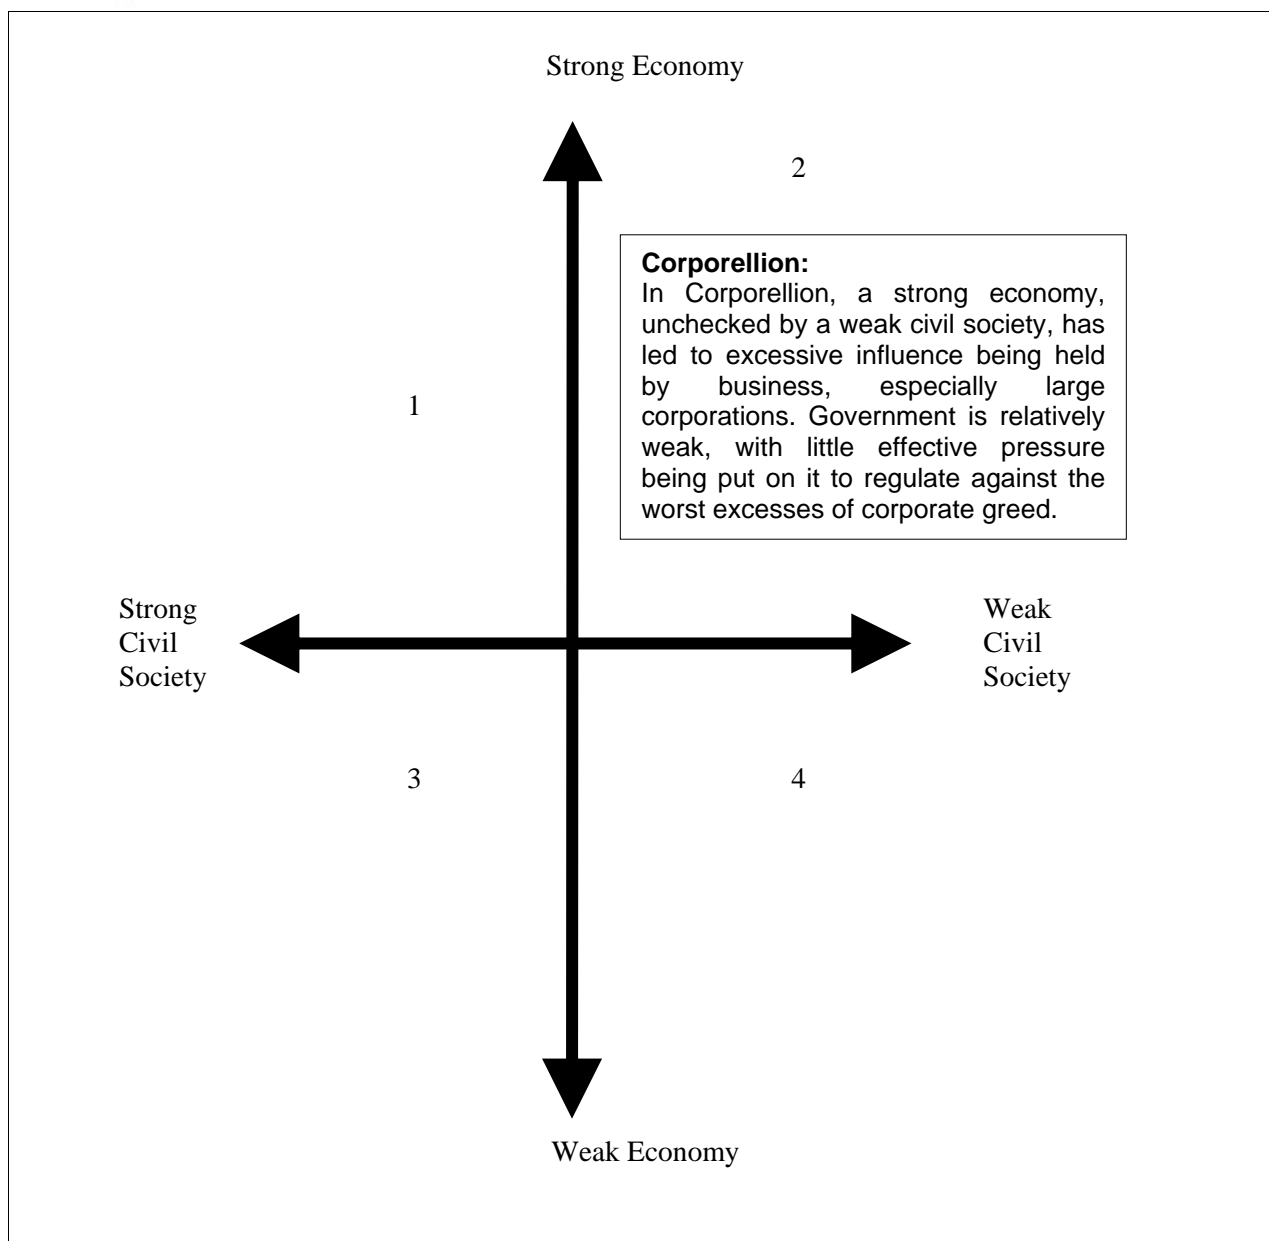 Strong Economy
2
Corporellion:
In Corporellion, a strong economy,
unchecked by a weak civil society, has
led to excessive influence being held
by business, especially large
corporations. Government is relatively
weak, with little effective pressure
being put on it to regulate against the
worst excesses of corporate greed.
1
Strong
Civil
Society
Weak
Civil
Society
3
4
Weak Economy